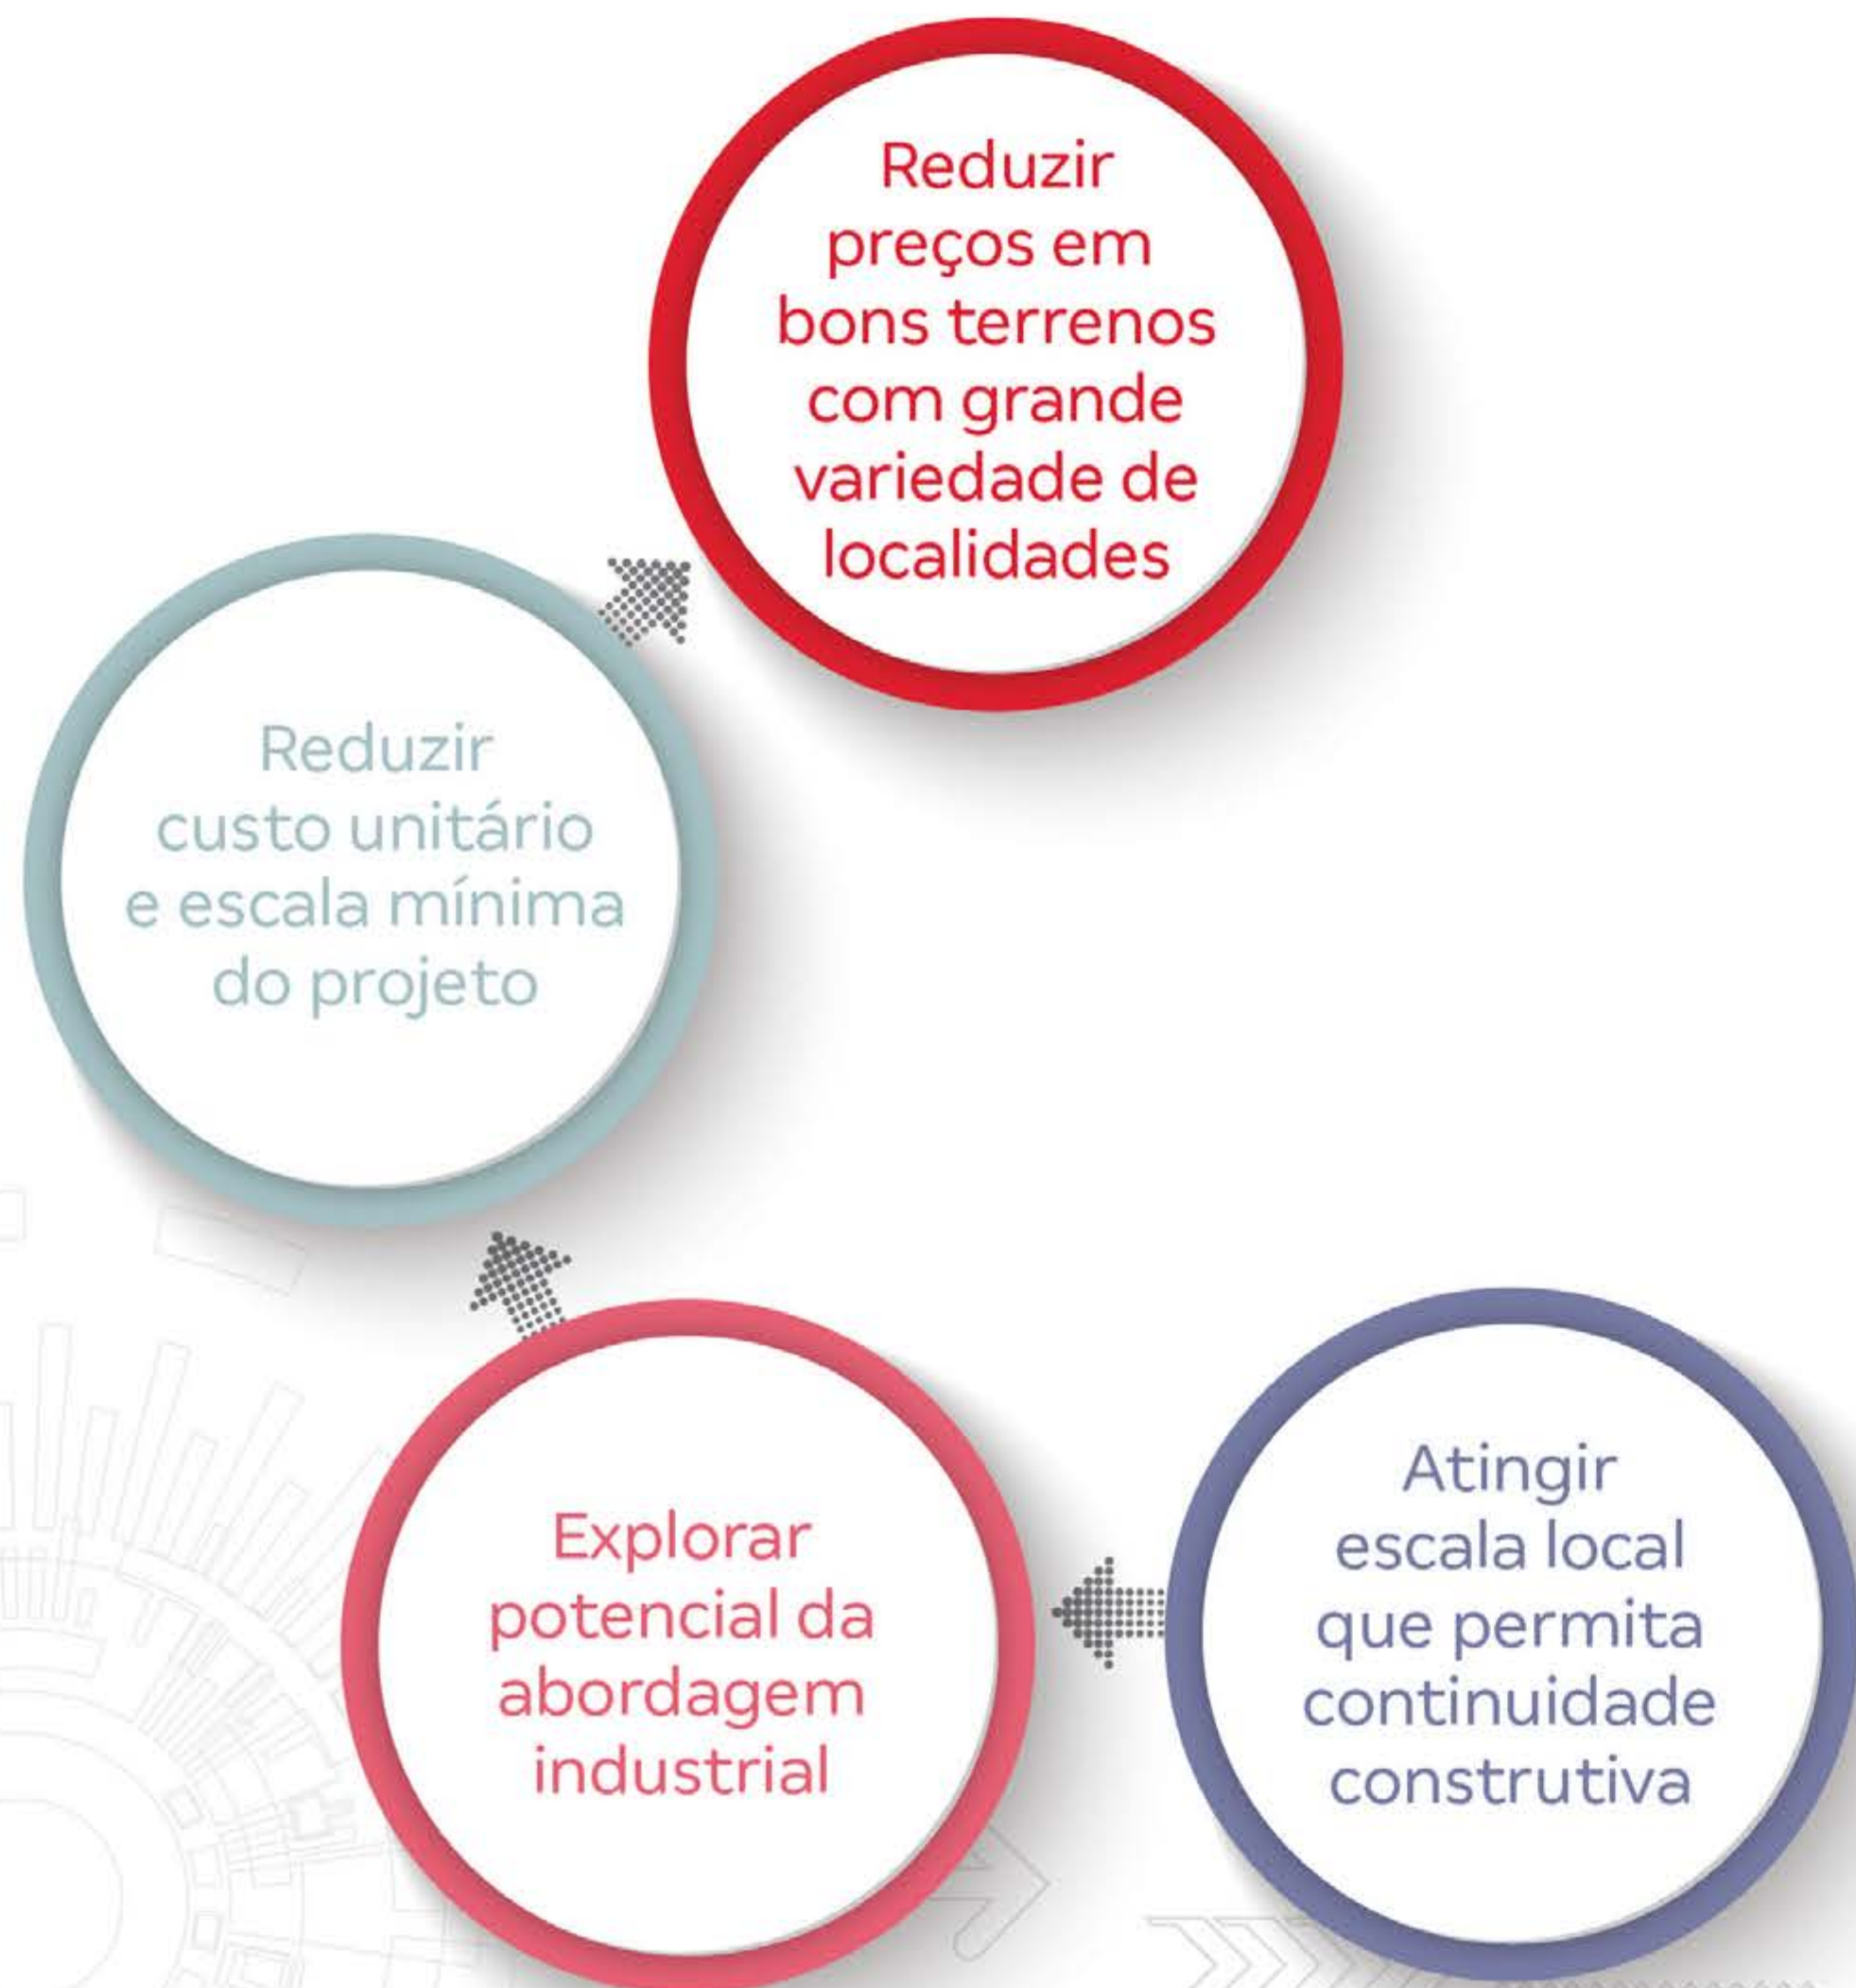 Reduzir
preços em
bons terrenos
com grande
variedade de
localidades
Reduzir
custo unitário
e escala mínima
do projeto
Explorar
potencial da
abordagem
industrial
Atingir
escala local
que permita
continuidade
construtiva